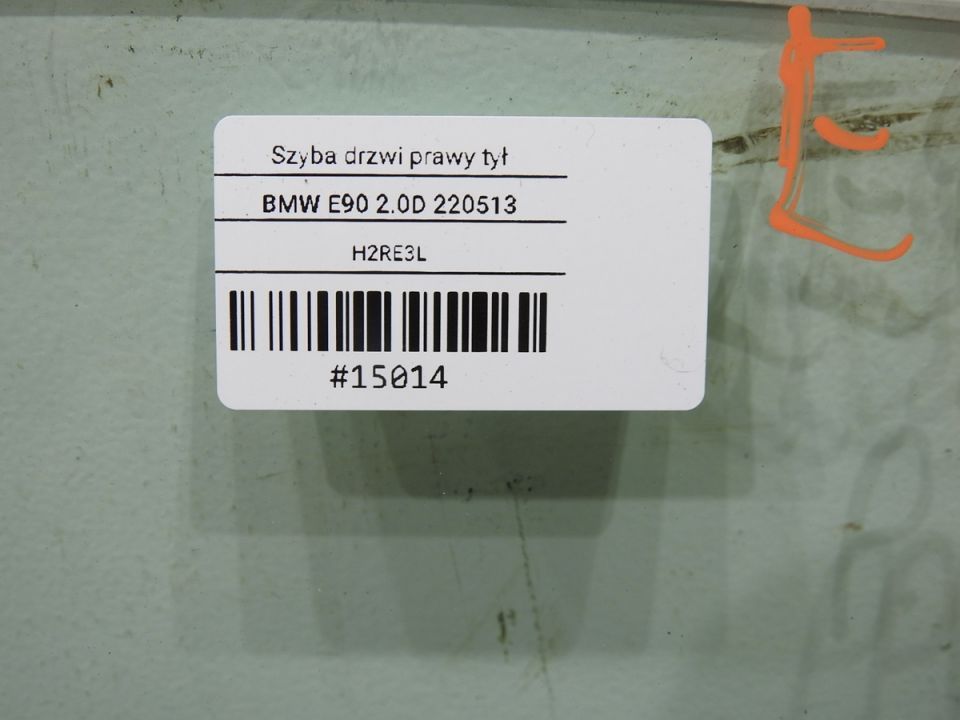 Szyba drzwi prawy tył
BMW E90 2.0D 220513
H2RE3L
#15014